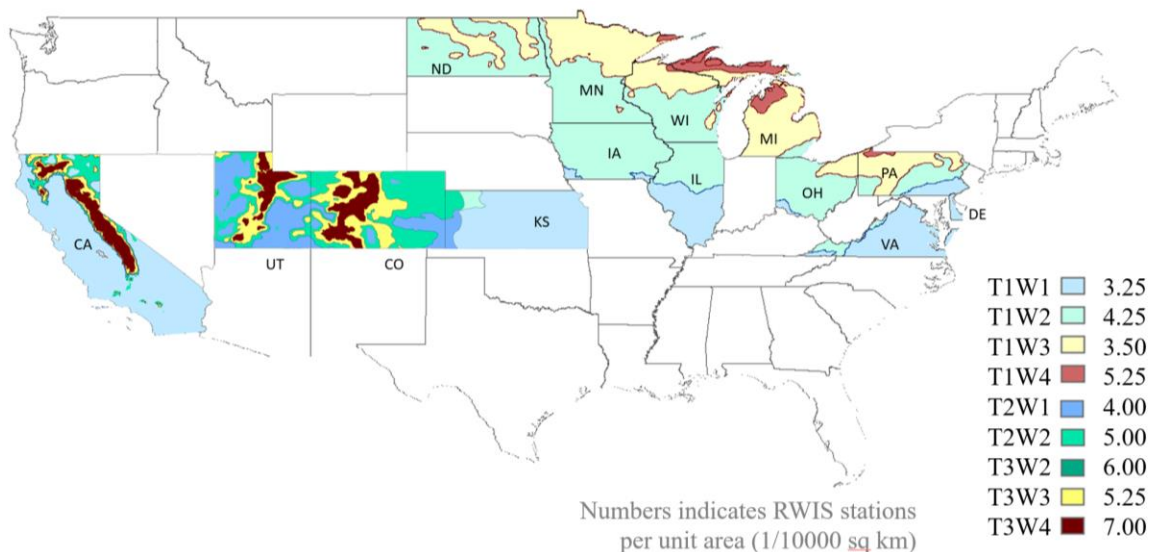 ND
MN
WI
MI
IA
IL
OH
PA
DE
CA
UT
CO
KS
VA
T1W1 3.25
T1W2 4.25
T1W3 3.50
T1W4 5.25
T2W1 4.00
T2W2 5.00
T3W2 6.00
T3W3 5.25
T3W4 7.00
Numbers indicates RWIS stations
per unit area (1/10000 sq km)